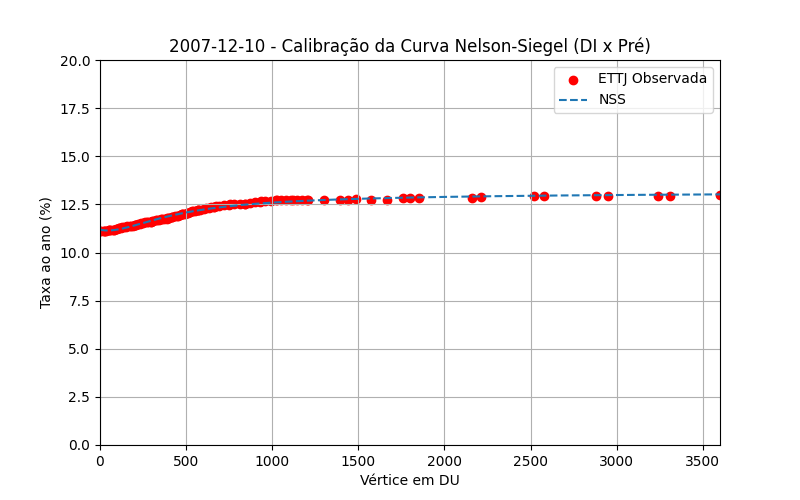 2007-12-10 - Calibração da Curva Nelson-Siegel (DI x Pré)
ETTJ Observada
NSS
Taxa ao ano (%)
20.0
17.5
15.0
12.5
10.0
7.5
5.0
2.5
0.0
0 500 1000 1500 2000 2500 3000 3500
Vértice em DU